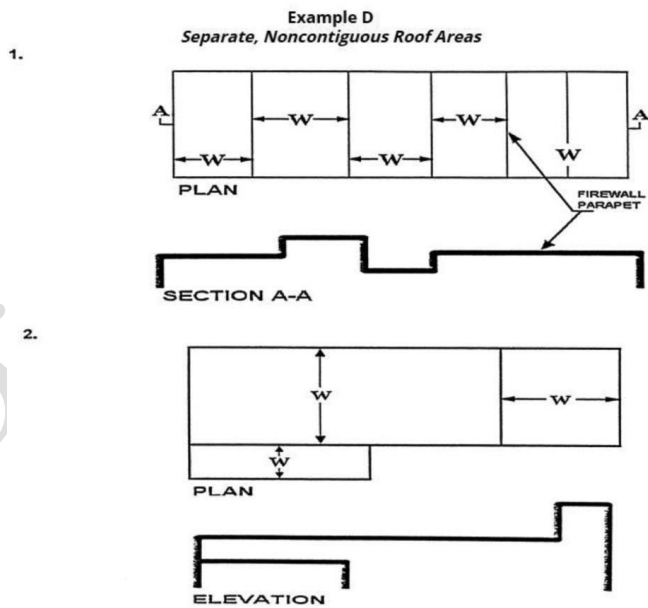 Example D
Separate, Noncontiguous Roof Areas
1.
A
W
W
W
W
W
A
PLAN
FIREWALL
PARAPET
SECTION A-A
2.
W
W
W
PLAN
ELEVATION